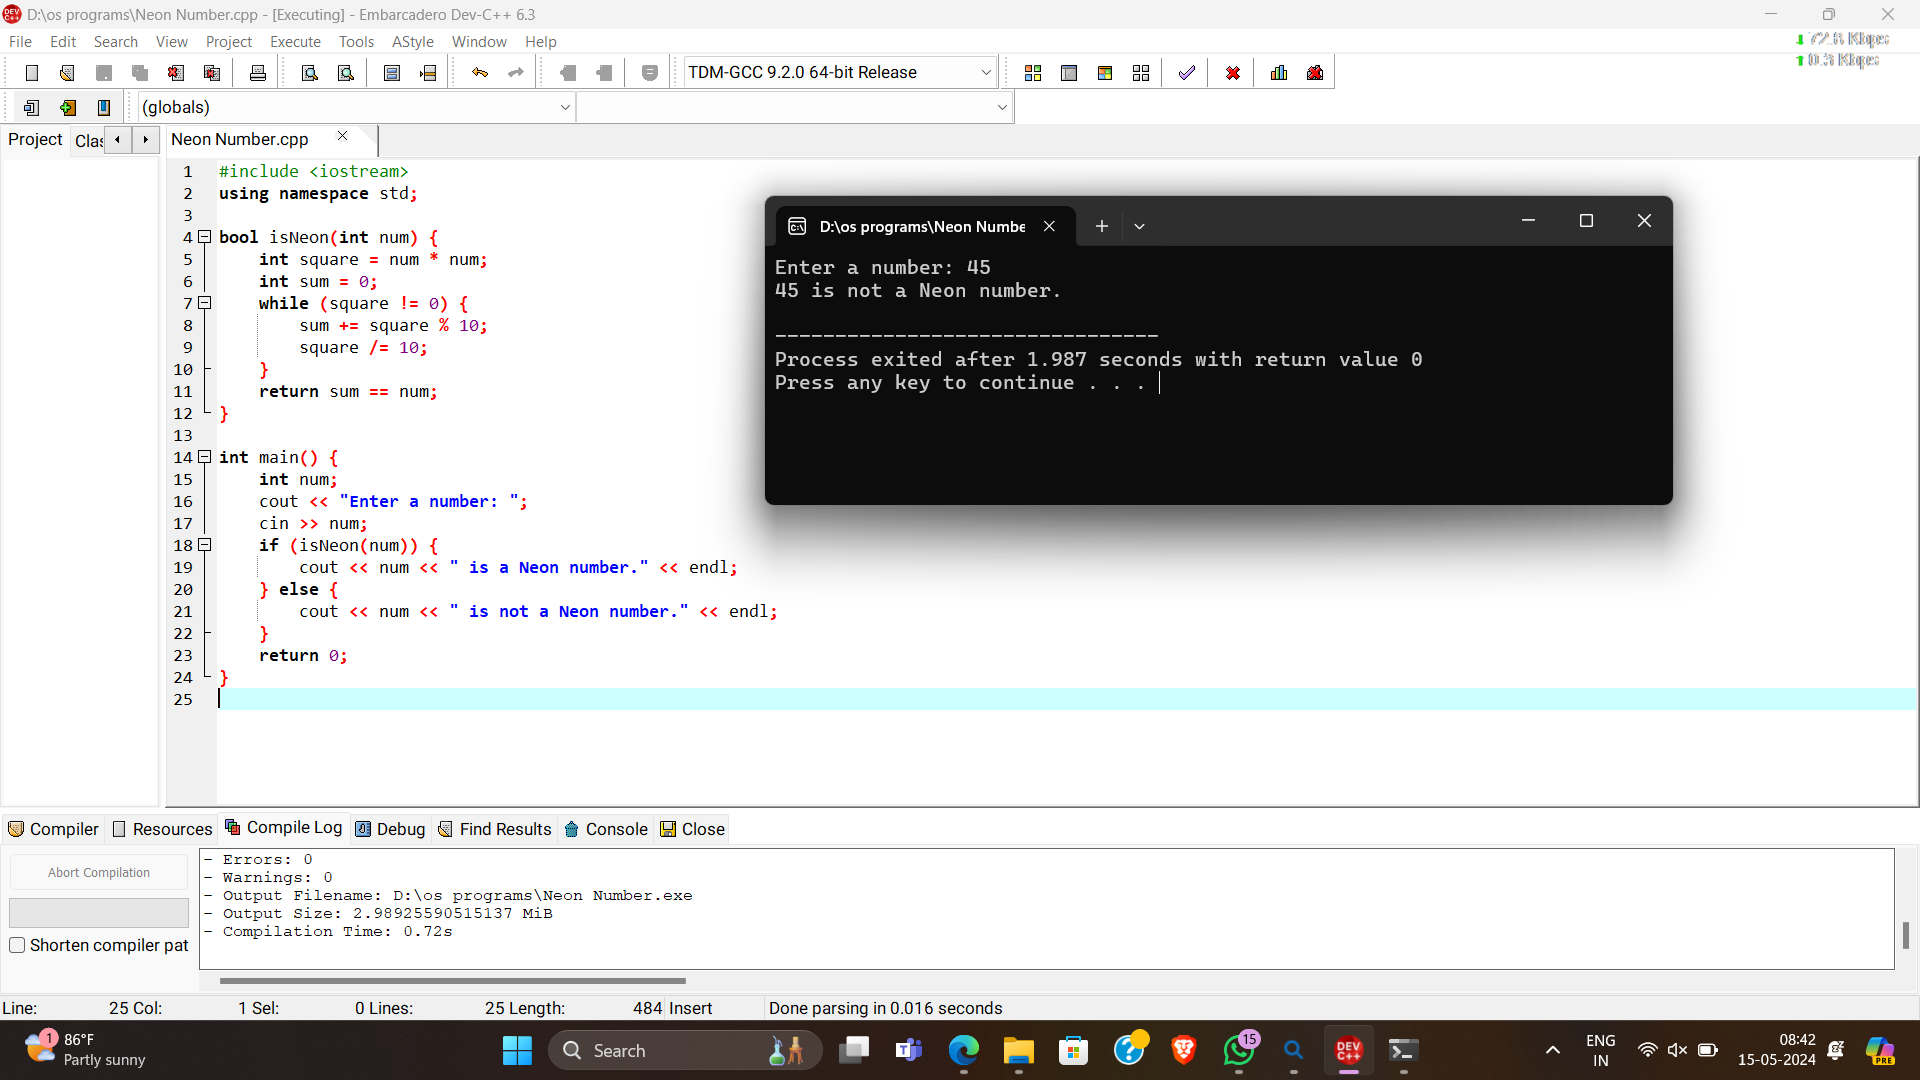 D:\os programs\Neon Number.cpp - [Executing] - Embarcadero Dev-C++ 6.3
File Edit Search View Project Execute Tools AStyle Window Help
72.6 Kbps
0.3 Kbps
TDM-GCC 9.2.0 64-bit Release
(globals)
Project Clas Neon Number.cpp
1 #include <iostream>
2 using namespace std;
3
4 bool isNeon(int num) {
5 int square = num * num;
6 int sum = 0;
7 while (square != 0) {
8 sum += square % 10;
9 square /= 10;
10 }
11 return sum == num;
12 }
13
14 int main() {
15 int num;
16 cout << "Enter a number: ";
17 cin >> num;
18 if (isNeon(num)) {
19 cout << num << " is a Neon number." << endl;
20 } else {
21 cout << num << " is not a Neon number." << endl;
22 }
23 return 0;
24 }
25
D:\os programs\Neon Numbe
Enter a number: 45
45 is not a Neon number.
--------------------------------
Process exited after 1.987 seconds with return value 0
Press any key to continue . . .
Compiler Resources Compile Log Debug Find Results Console Close
Abort Compilation
Shorten compiler pat
- Errors: 0
- Warnings: 0
- Output Filename: D:\os programs\Neon Number.exe
- Output Size: 2.98925590515137 MiB
- Compilation Time: 0.72s
Line: 25 Col: 1 Sel: 0 Lines: 25 Length: 484 Insert Done parsing in 0.016 seconds
1
86°F
Partly sunny
Search
15
DEV C++
ENG
IN
08:42
15-05-2024
PRE